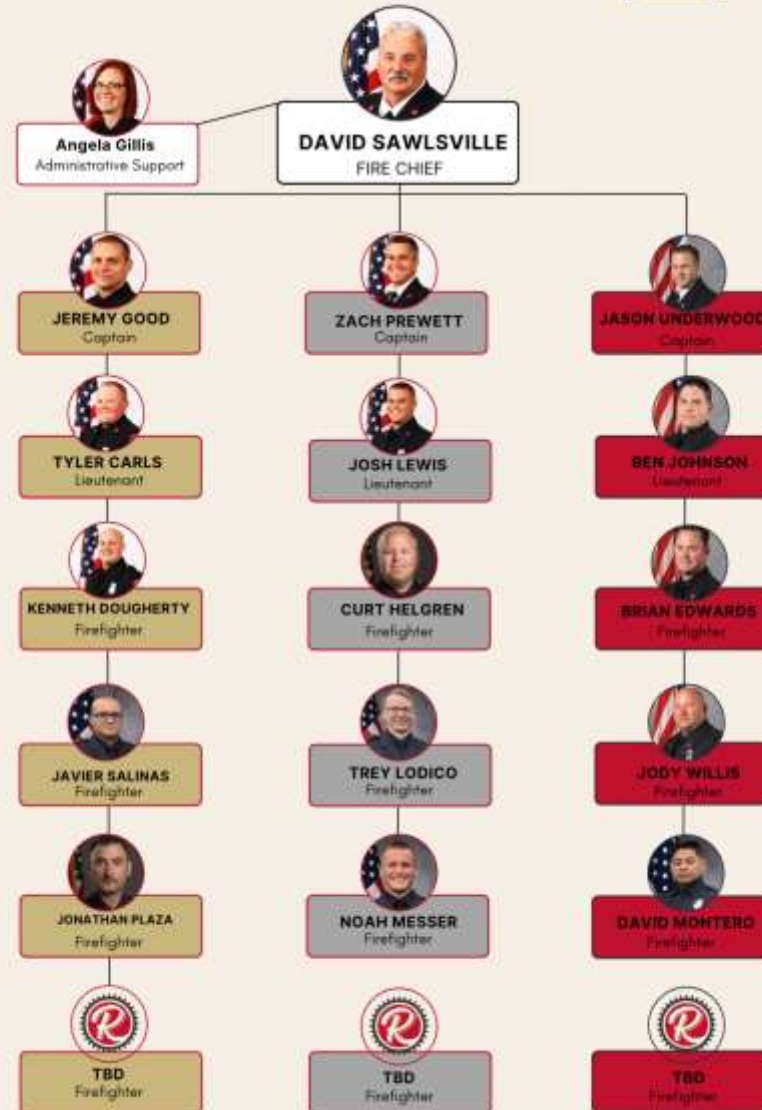 Angela Gillis
Administrative Support
DAVID SAWLSVILLE
FIRE CHIEF
JEREMY GOOD
Captain
ZACH PREWETT
Captain
JASON UNDERWOOD
Captain
TYLER CARLS
Lieutenant
JOSH LEWIS
Lieutenant
BEN JOHNSON
Lieutenant
KENNETH DOUGHERTY
Firefighter
CURT HELGREN
Firefighter
BRIAN EDWARDS
Firefighter
JAVIER SALINAS
Firefighter
TREY LODICO
Firefighter
JODY WILLIS
Firefighter
JONATHAN PLAZA
Firefighter
NOAH MESSER
Firefighter
DAVID MONTERO
Firefighter
R
R
R
TBD
Firefighter
TBD
Firefighter
TBD
Firefighter